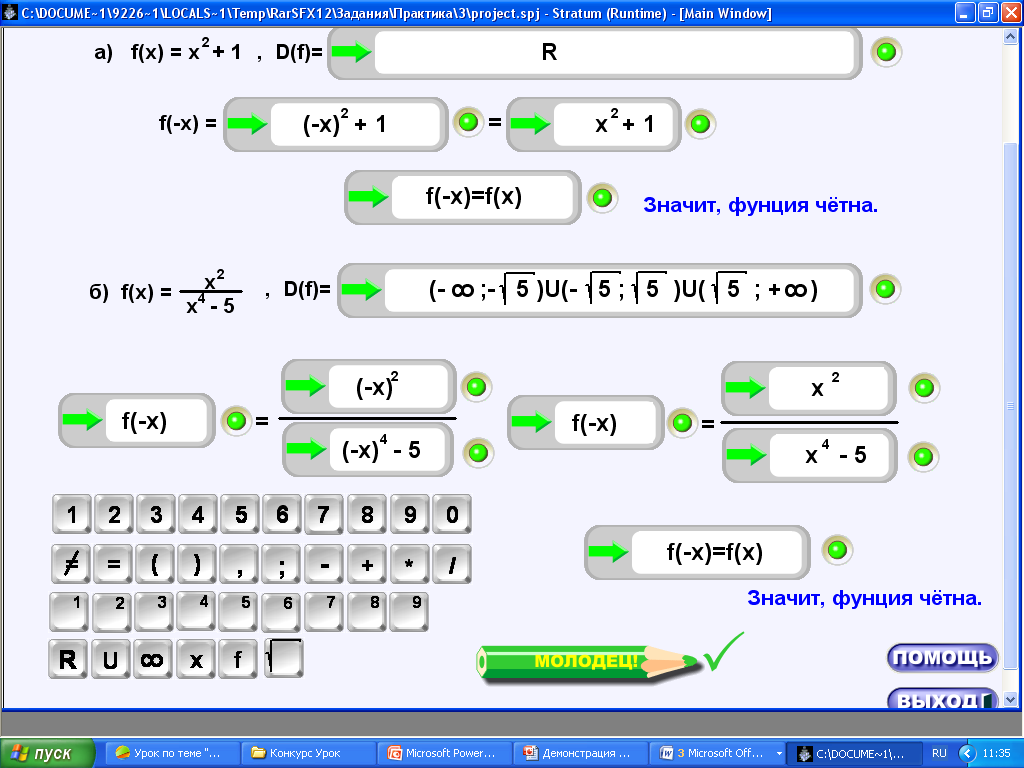 C:\DOCUME~1\9226~1\LOCALS~1\Temp\RarSFX12\Задания\Практика\3\project.spj - Stratum (Runtime) - [Main Window]
а) f(x) = x² + 1 , D(f)= R
f(-x) = (-x)² + 1 = x² + 1
f(-x)=f(x) Значит, фунция чётна.
б) f(x) = x² / x⁴ - 5 , D(f)= (- ∞ ;-√5 )U(- √5 ; √5 )U( √5 ; +∞ )
f(-x) = (-x)² / (-x)⁴ - 5 f(-x) = x² / x⁴ - 5
1 2 3 4 5 6 7 8 9 0
≠ = ( ) , ; - + * /
f(-x)=f(x)
1 2 3 4 5 6 7 8 9
Значит, фунция чётна.
R U ∞ x f √
МОЛОДЕЦ!
ПОМОЩЬ
ВЫХОД
пуск Урок по теме "... Конкурс Урок Microsoft Power... Демонстрация ... 3 Microsoft Off... C:\DOCUME~1\... RU 11:35